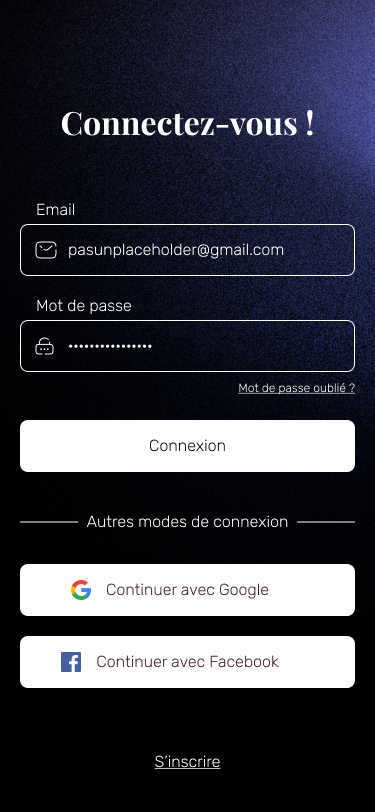 Connectez-vous !
Email
pasunplaceholder@gmail.com
Mot de passe
••••••••••••••••
Mot de passe oublié ?
Connexion
Autres modes de connexion
Continuer avec Google
Continuer avec Facebook
S'inscrire